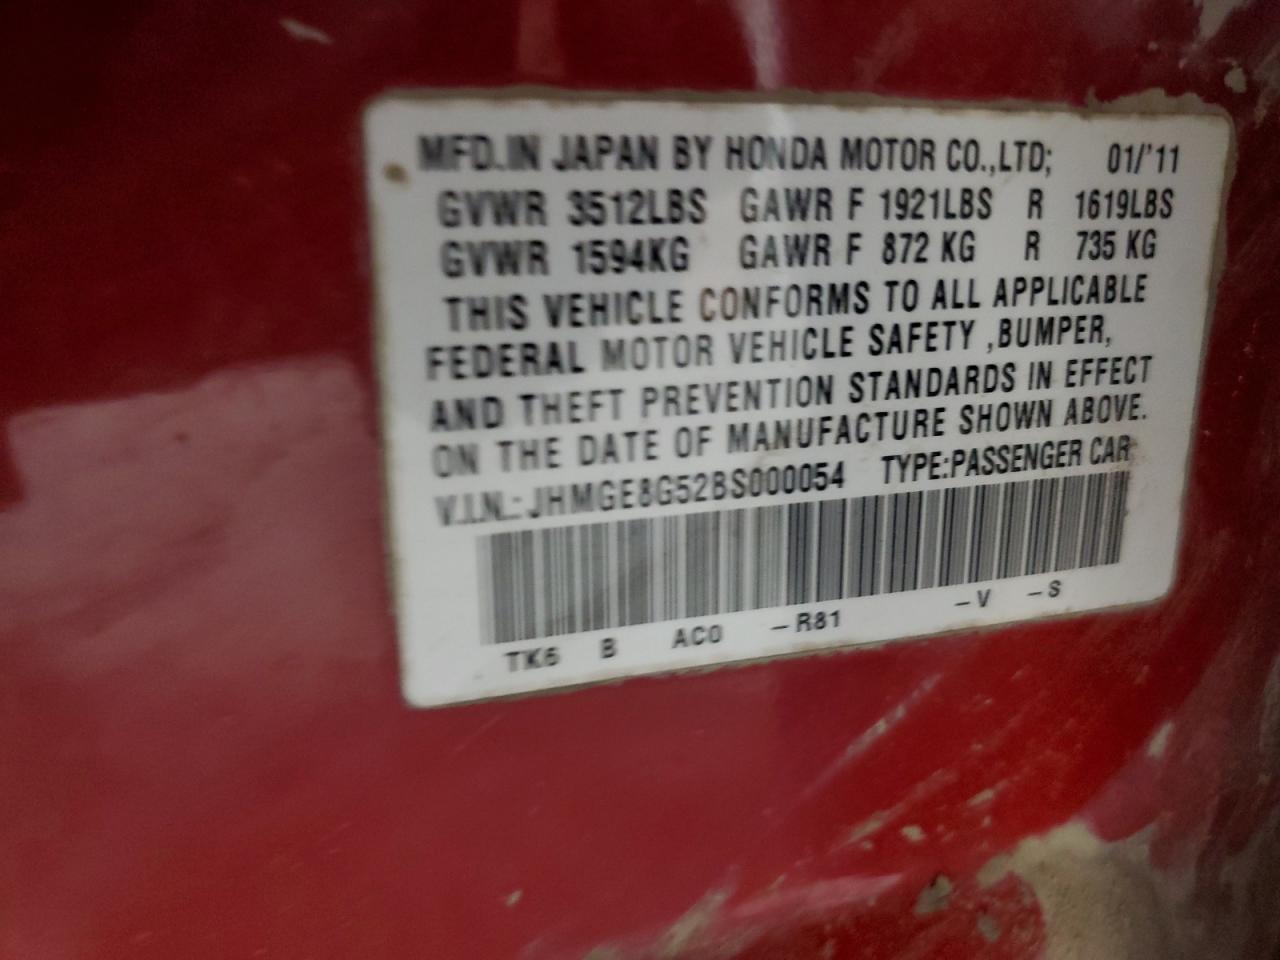 MFD.IN JAPAN BY HONDA MOTOR CO.,LTD; 01/'11
GVWR 3512LBS GAWR F 1921LBS R 1619LBS
GVWR 1594KG GAWR F 872 KG R 735 KG
THIS VEHICLE CONFORMS TO ALL APPLICABLE
FEDERAL MOTOR VEHICLE SAFETY ,BUMPER,
AND THEFT PREVENTION STANDARDS IN EFFECT
ON THE DATE OF MANUFACTURE SHOWN ABOVE.
V.I.N.:JHMGE8G52BS000054 TYPE:PASSENGER CAR
TK6 B AC0 –R81 –V –S